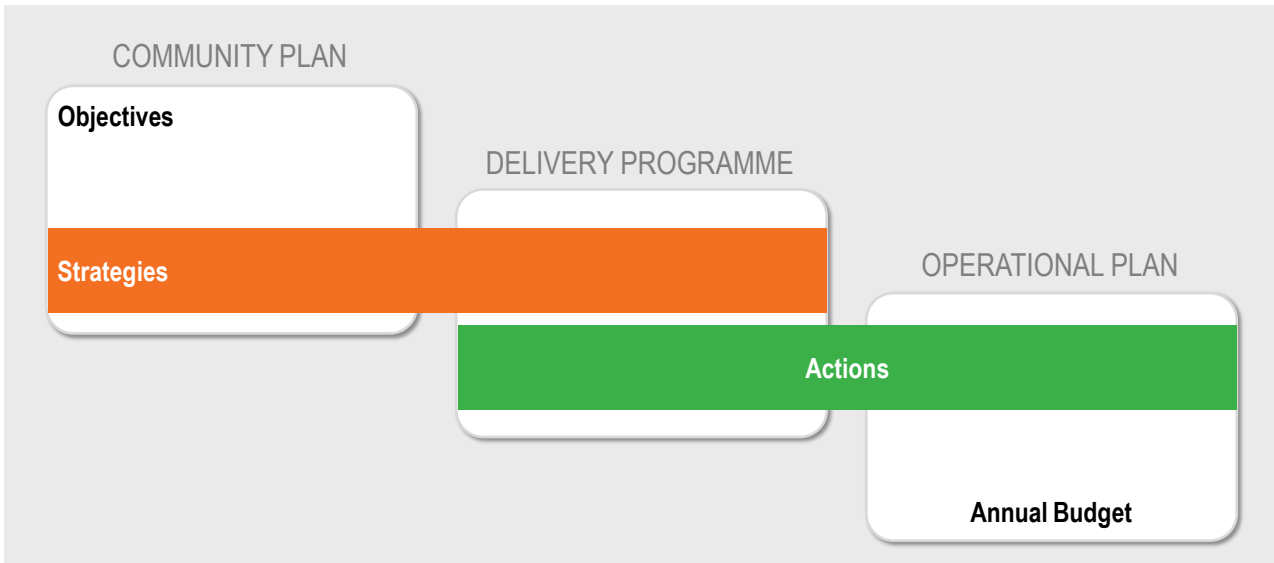 COMMUNITY PLAN
Objectives
DELIVERY PROGRAMME
Strategies
OPERATIONAL PLAN
Actions
Annual Budget